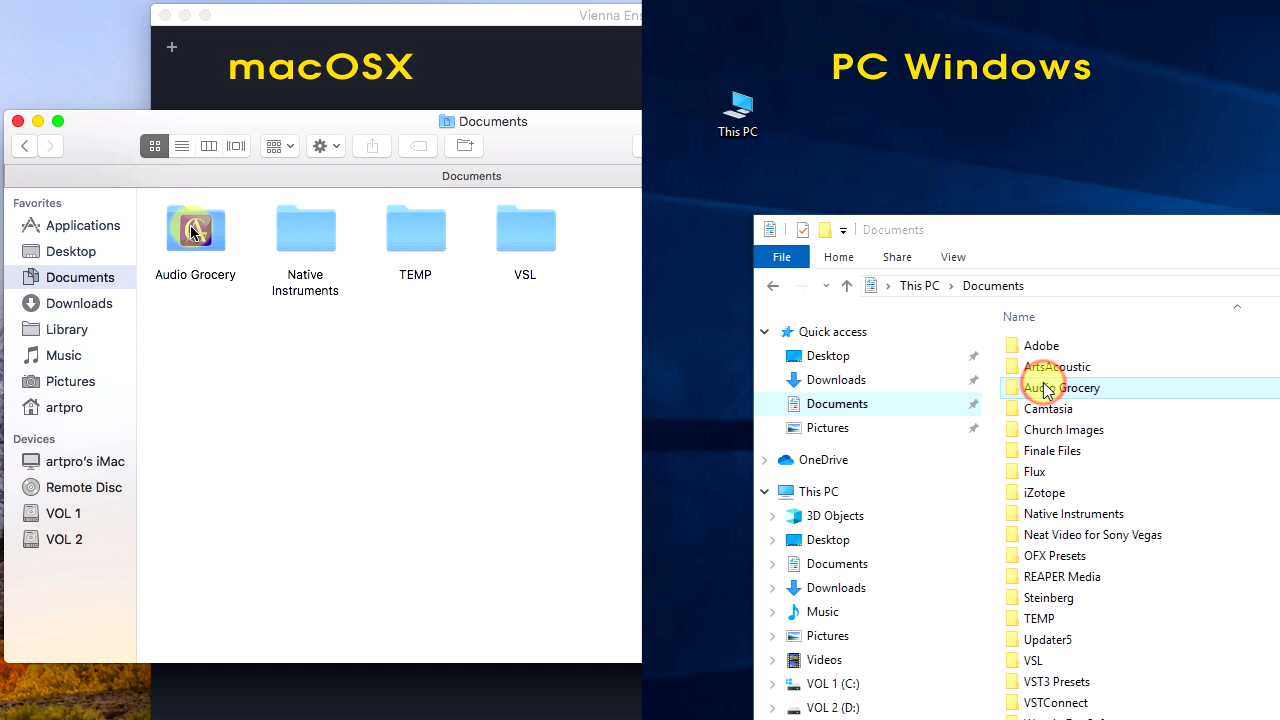 Vienna Ens
macOSX
Documents
Documents
Favorites
Applications
Desktop
Documents
Downloads
Library
Music
Pictures
artpro
Devices
artpro's iMac
Remote Disc
VOL 1
VOL 2
Audio Grocery
Native
Instruments
TEMP
VSL
PC Windows
This PC
Documents
File Home Share View
This PC Documents
Quick access
Desktop
Downloads
Documents
Pictures
OneDrive
This PC
3D Objects
Desktop
Documents
Downloads
Music
Pictures
Videos
VOL 1 (C:)
VOL 2 (D:)
Name
Adobe
ArtsAcoustic
Audio Grocery
Camtasia
Church Images
Finale Files
Flux
iZotope
Native Instruments
Neat Video for Sony Vegas
OFX Presets
REAPER Media
Steinberg
TEMP
Updater5
VSL
VST3 Presets
VSTConnect